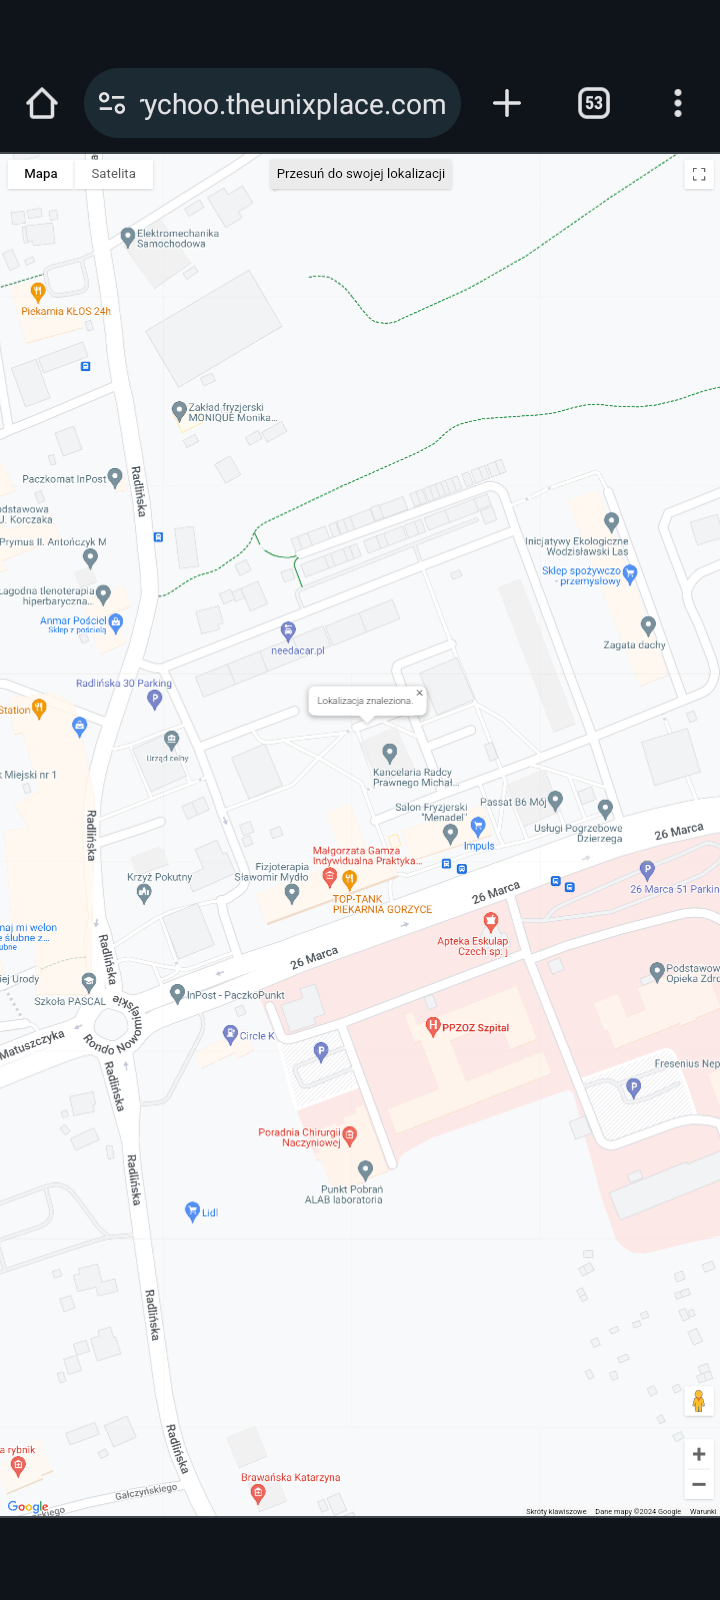 53
ychoo.theunixplace.com
Mapa
Satelita
Przesuń do swojej lokalizacji
Elektromechanika
Samochodowa
Piekarnia KŁOS 24h
Zakład fryzjerski
MONIQUE Monika...
Radlińska
Paczkomat InPost
dstawowa
J. Korczaka
Prymus II. Antończyk M
Inicjatywy Ekologiczne
Wodzisławski Las
Sklep spożywczo
- przemysłowy
Łagodna tlenoterapia
hiperbaryczna...
Anmar Pościel
Sklep z pościelą
needacar.pl
Zagata dachy
Radlińska 30 Parking
Station
Lokalizacja znaleziona.
Urząd celny
k Miejski nr 1
Kancelaria Radcy
Prawnego Michał...
Salon Fryzjerski
"Menadel"
Passat B6 Mój
Impuls
Usługi Pogrzebowe
Dzierzega
26 Marca
Radlińska
Małgorzata Gamza
Indywidualna Praktyka...
Krzyż Pokutny
Fizjoterapia
Sławomir Mydło
TOP-TANK
PIEKARNIA GORZYCE
26 Marca
26 Marca 51 Parkin
maj mi welon
e ślubne z...
ubne
Apteka Eskulap
Czech sp. j
Radlińska
26 Marca
iej Urody
Szkoła PASCAL
InPost - PaczkoPunkt
Podstawow
Opieka Zdro
Rondo Nowomiejskie
Matuszczyka
Circle K
PPZOZ Szpital
Fresenius Nep
Radlińska
Poradnia Chirurgii
Naczyniowej
Punkt Pobrań
ALAB laboratoria
Radlińska
Lidl
Radlińska
Radlińska
a rybnik
Brawańska Katarzyna
Gałczyńskiego
skiego
Google
Skróty klawiszowe
Dane mapy ©2024 Google
Warunki